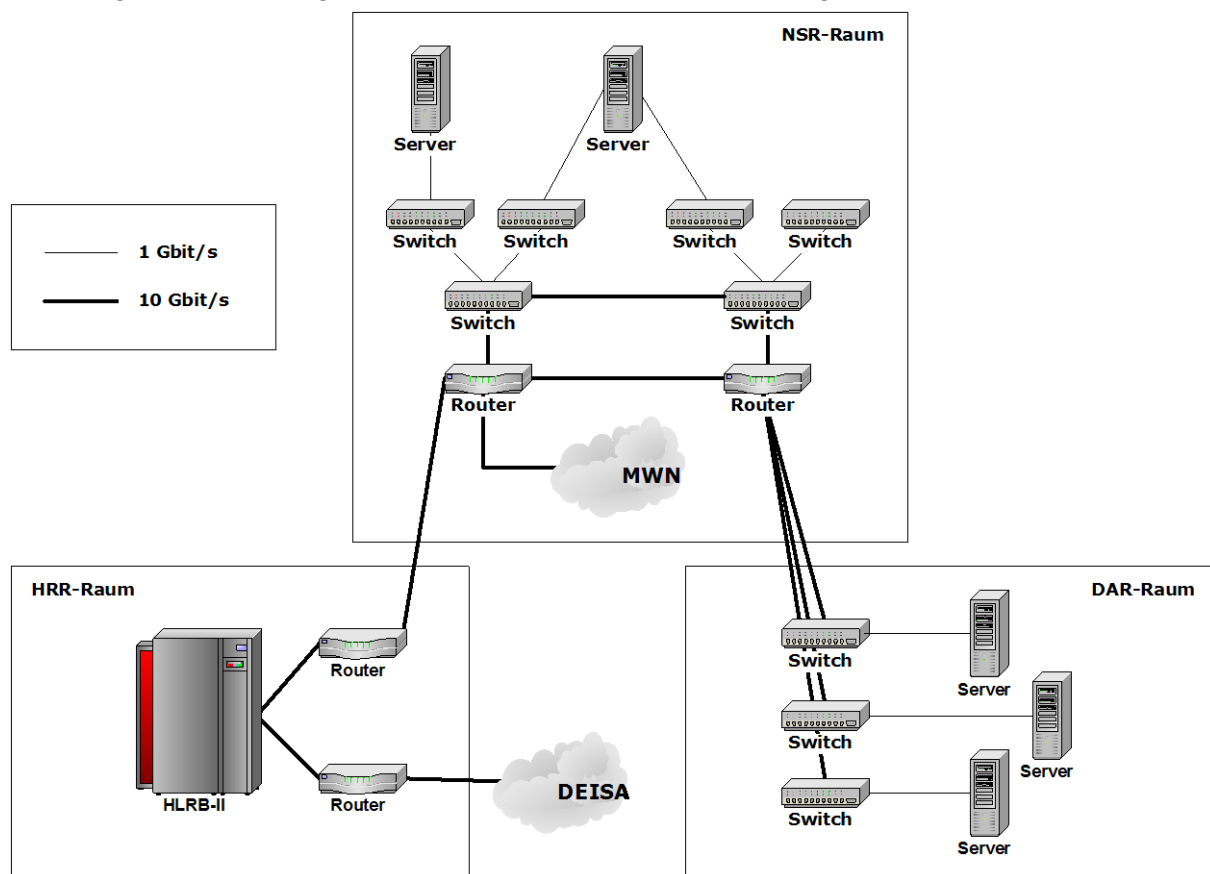 NSR-Raum
Server
Server
Switch
Switch
Switch
Switch
1 Gbit/s
10 Gbit/s
Switch
Switch
Router
Router
MWN
HRR-Raum
DAR-Raum
Router
Switch
Server
Switch
Server
HLRB-II
Router
DEISA
Switch
Server